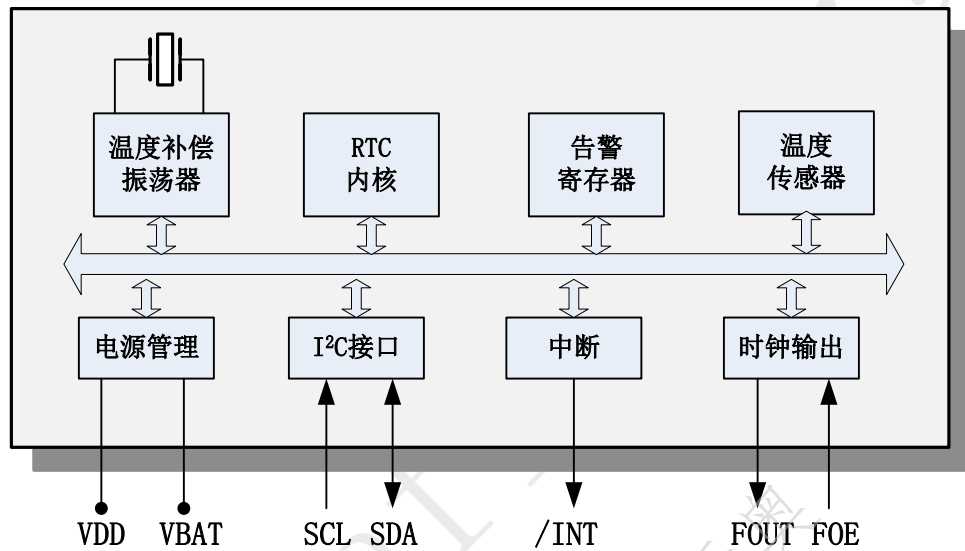 温度补偿
振荡器
RTC
内核
告警
寄存器
温度
传感器
电源管理
I²C接口
中断
时钟输出
VDD
VBAT
SCL
SDA
/INT
FOUT
FOE